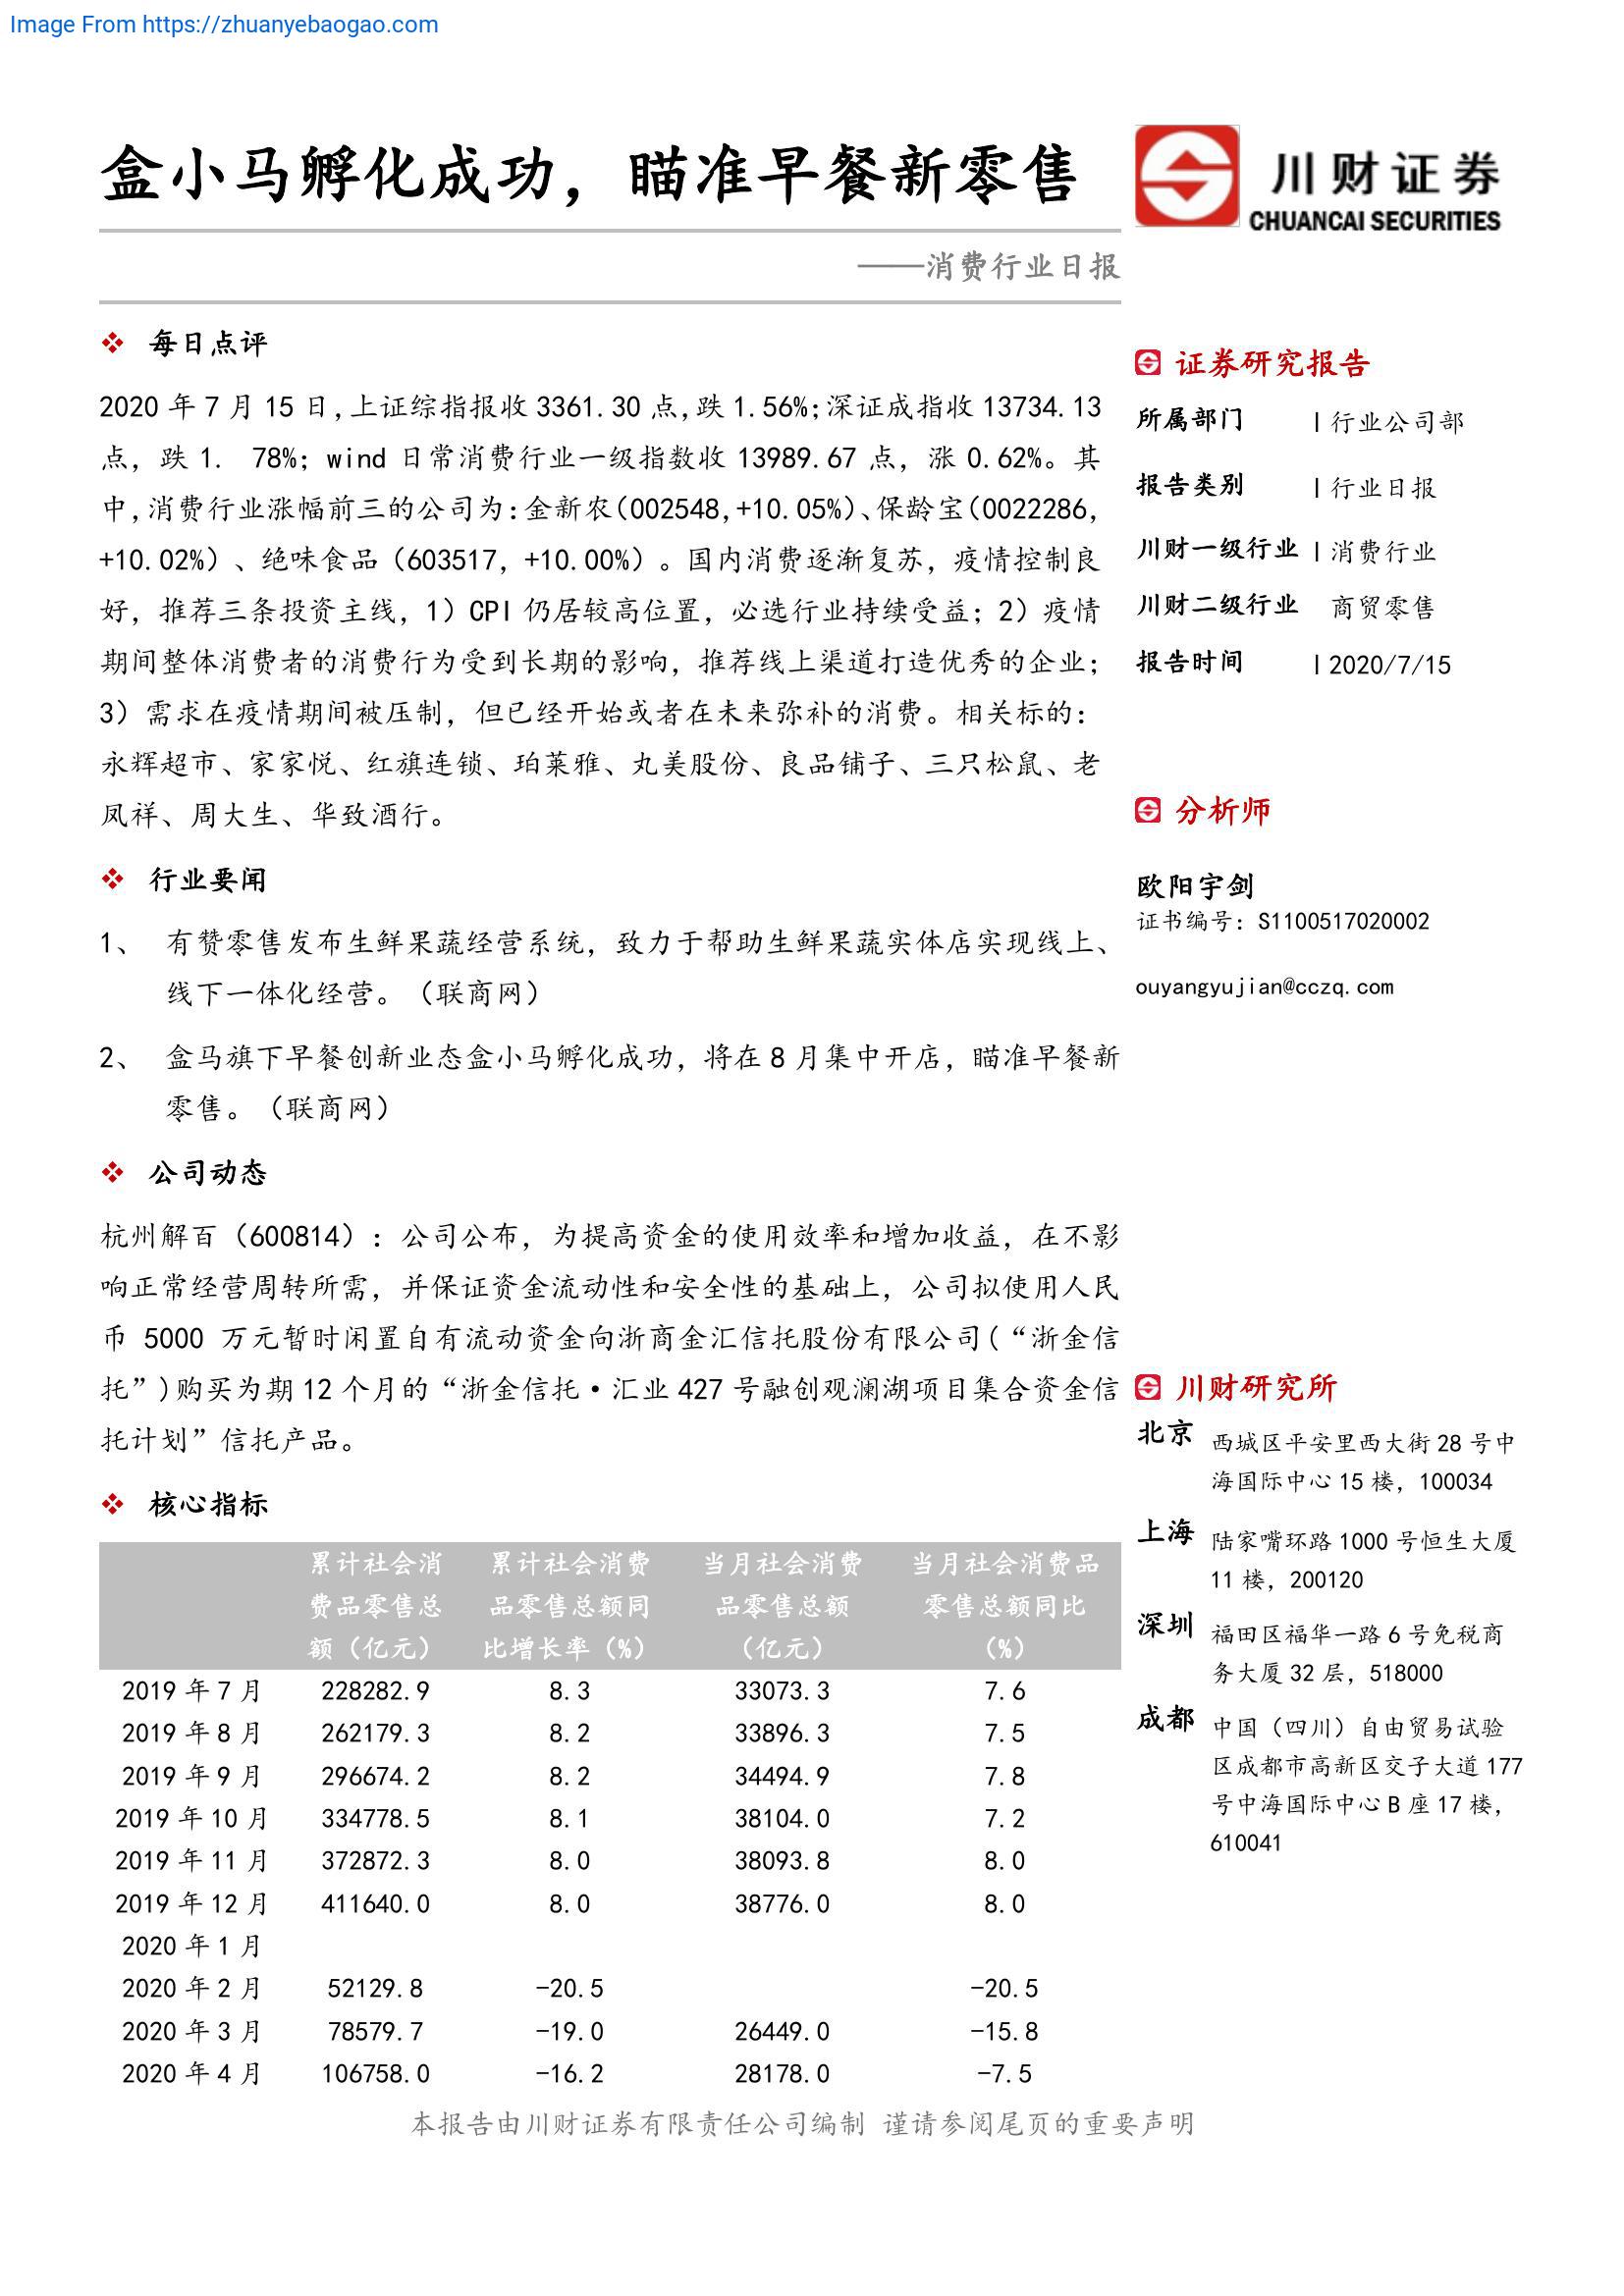 Image From https://zhuanyebaogao.com
盒小马孵化成功，瞄准早餐新零售
——消费行业日报
川财证券
CHUANCAI SECURITIES
每日点评
2020 年 7 月 15 日,上证综指报收 3361.30 点,跌 1.56%;深证成指收 13734.13
点，跌 1. 78%; wind 日常消费行业一级指数收 13989.67 点，涨 0.62%。其
中,消费行业涨幅前三的公司为:金新农(002548,+10.05%)、保龄宝(0022286,
+10.02%）、绝味食品（603517, +10.00%）。国内消费逐渐复苏，疫情控制良
好，推荐三条投资主线，1）CPI 仍居较高位置，必选行业持续受益；2）疫情
期间整体消费者的消费行为受到长期的影响，推荐线上渠道打造优秀的企业；
3）需求在疫情期间被压制，但已经开始或者在未来弥补的消费。相关标的：
永辉超市、家家悦、红旗连锁、珀莱雅、丸美股份、良品铺子、三只松鼠、老
凤祥、周大生、华致酒行。
行业要闻
1、 有赞零售发布生鲜果蔬经营系统，致力于帮助生鲜果蔬实体店实现线上、
线下一体化经营。（联商网）
2、 盒马旗下早餐创新业态盒小马孵化成功，将在 8 月集中开店，瞄准早餐新
零售。（联商网）
公司动态
杭州解百（600814）：公司公布，为提高资金的使用效率和增加收益，在不影
响正常经营周转所需，并保证资金流动性和安全性的基础上，公司拟使用人民
币 5000 万元暂时闲置自有流动资金向浙商金汇信托股份有限公司(“浙金信
托”)购买为期 12 个月的“浙金信托·汇业 427 号融创观澜湖项目集合资金信
托计划”信托产品。
核心指标
累计社会消 累计社会消费 当月社会消费 当月社会消费品
费品零售总 品零售总额同 品零售总额 零售总额同比
额（亿元） 比增长率（%） （亿元） （%）
2019 年 7 月 228282.9 8.3 33073.3 7.6
2019 年 8 月 262179.3 8.2 33896.3 7.5
2019 年 9 月 296674.2 8.2 34494.9 7.8
2019 年 10 月 334778.5 8.1 38104.0 7.2
2019 年 11 月 372872.3 8.0 38093.8 8.0
2019 年 12 月 411640.0 8.0 38776.0 8.0
2020 年 1 月
2020 年 2 月 52129.8 -20.5 -20.5
2020 年 3 月 78579.7 -19.0 26449.0 -15.8
2020 年 4 月 106758.0 -16.2 28178.0 -7.5
证券研究报告
所属部门 | 行业公司部
报告类别 | 行业日报
川财一级行业 | 消费行业
川财二级行业 商贸零售
报告时间 | 2020/7/15
分析师
欧阳宇剑
证书编号：S1100517020002
ouyangyujian@cczq.com
川财研究所
北京 西城区平安里西大街 28 号中
海国际中心 15 楼，100034
上海 陆家嘴环路 1000 号恒生大厦
11 楼，200120
深圳 福田区福华一路 6 号免税商
务大厦 32 层，518000
成都 中国（四川）自由贸易试验
区成都市高新区交子大道 177
号中海国际中心 B 座 17 楼，
610041
本报告由川财证券有限责任公司编制 谨请参阅尾页的重要声明